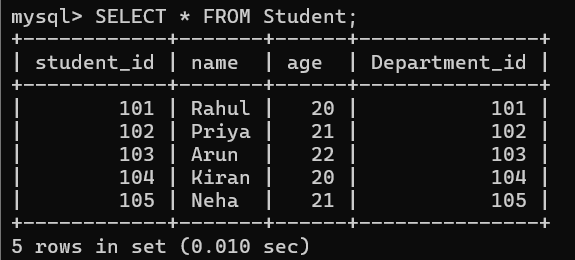 mysql> SELECT * FROM Student;
+------------+-------+------+---------------+
| student_id | name  | age  | Department_id |
+------------+-------+------+---------------+
|        101 | Rahul |   20 |           101 |
|        102 | Priya |   21 |           102 |
|        103 | Arun  |   22 |           103 |
|        104 | Kiran |   20 |           104 |
|        105 | Neha  |   21 |           105 |
+------------+-------+------+---------------+
5 rows in set (0.010 sec)